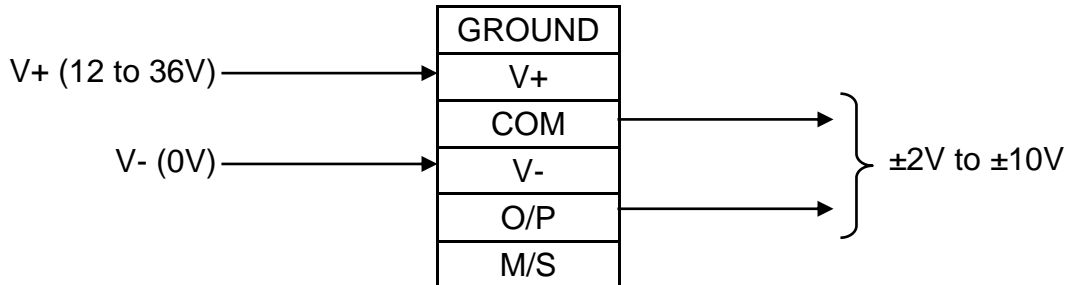 GROUND
V+ (12 to 36V)
V+
COM
V- (0V)
V-
±2V to ±10V
O/P
M/S